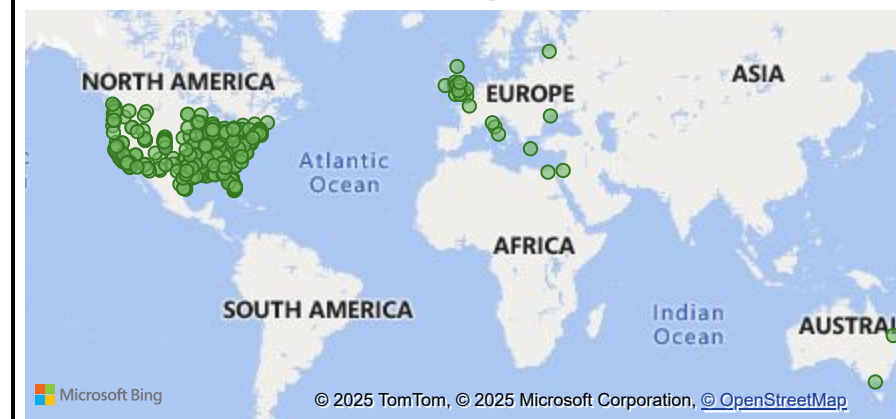 NORTH AMERICA
EUROPE
ASIA
Atlantic
Ocean
AFRICA
SOUTH AMERICA
Indian
Ocean
AUSTRA
Microsoft Bing
© 2025 TomTom, © 2025 Microsoft Corporation, © OpenStreetMap